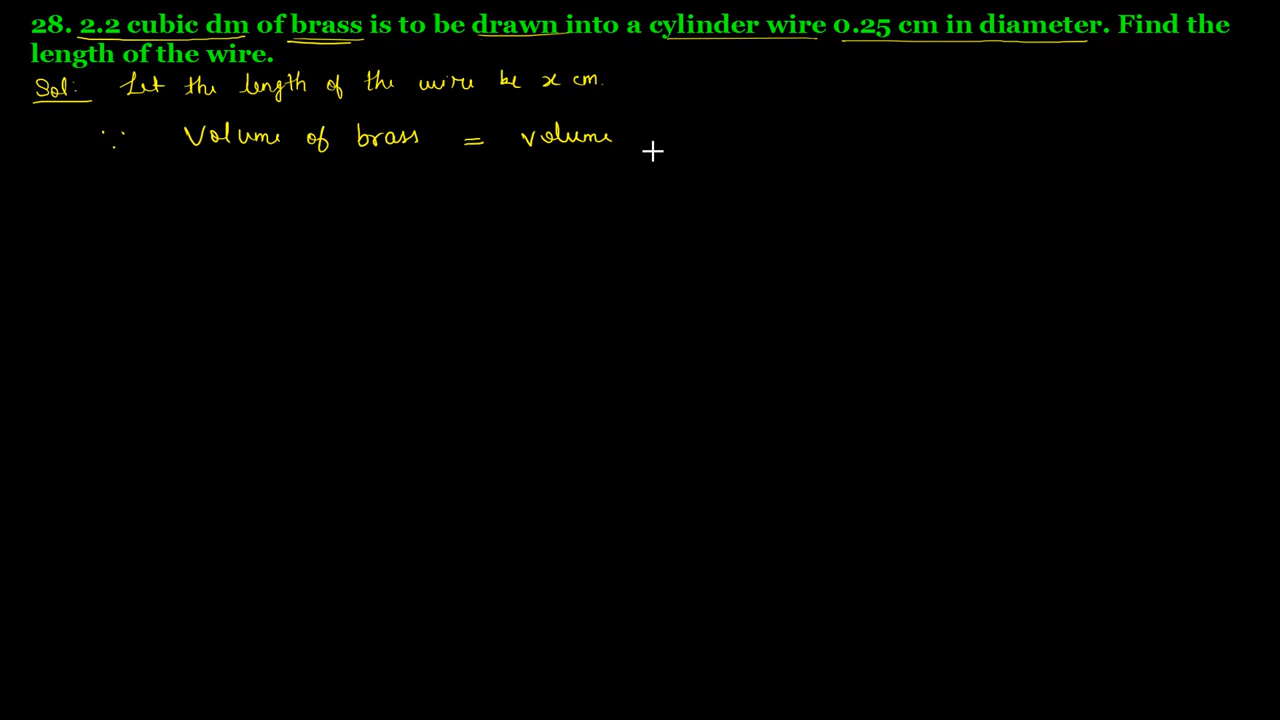 28. 2.2 cubic dm of brass is to be drawn into a cylinder wire 0.25 cm in diameter. Find the
length of the wire.
Sol: Let the length of the wire be x cm.
∵ Volume of brass = volume